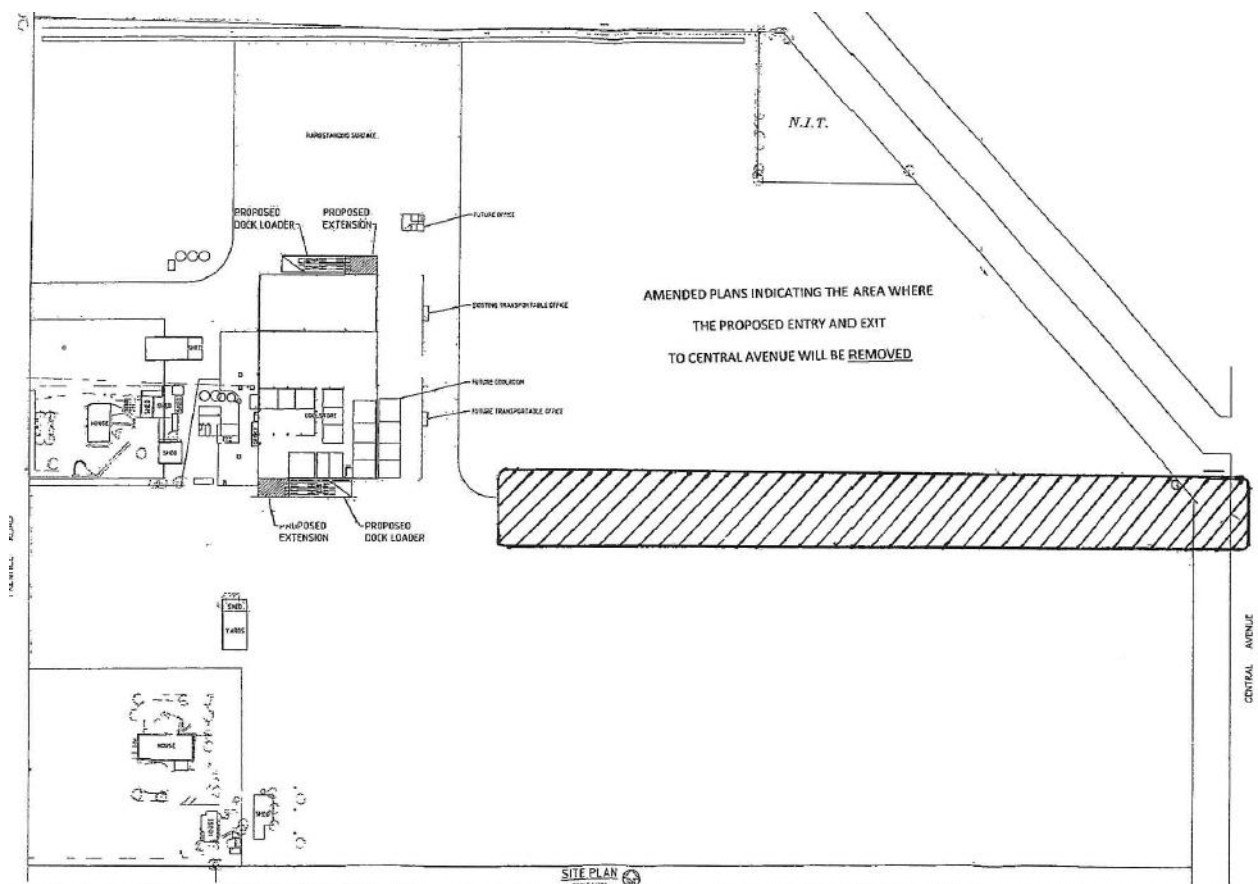 N.I.T.
HARDSTANDING SURFACE
PROPOSED
DOCK LOADER
PROPOSED
EXTENSION
FUTURE OFFICE
AMENDED PLANS INDICATING THE AREA WHERE
THE PROPOSED ENTRY AND EXIT
TO CENTRAL AVENUE WILL BE REMOVED
EXISTING TRANSPORTABLE OFFICE
SHED
FUTURE COOLROOM
SHED
SHED
HOUSE
COOLSTORE
FUTURE TRANSPORTABLE OFFICE
SHED
PROPOSED
EXTENSION
PROPOSED
DOCK LOADER
ROAD
SHED
YARDS
CENTRAL AVENUE
HOUSE
SHED
HOUSE
SITE PLAN